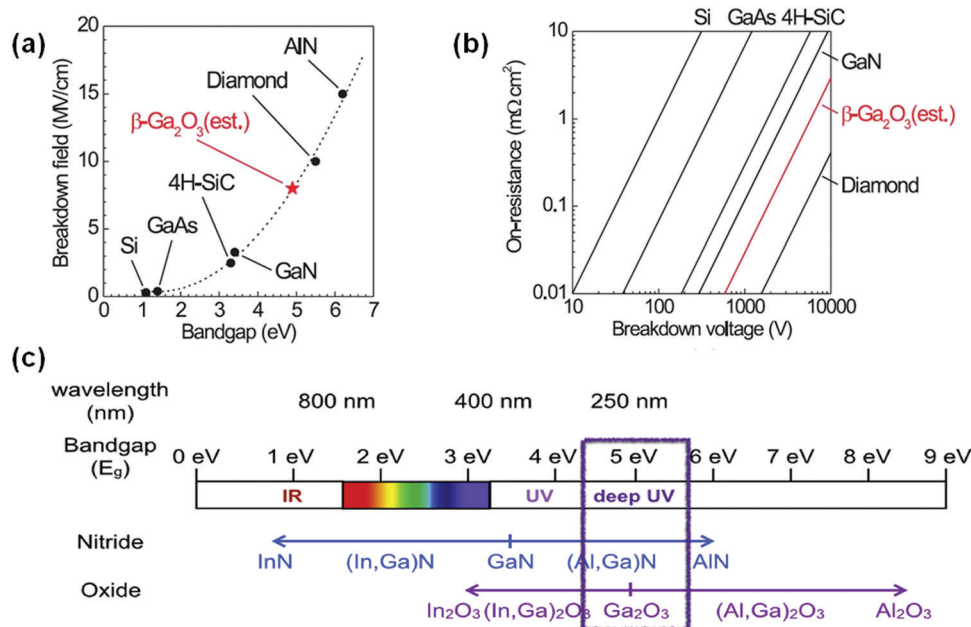 (a)
Breakdown field (MV/cm)
20
15
10
5
0
AlN
Diamond
β-Ga₂O₃(est.)
4H-SiC
GaAs
Si
GaN
0 1 2 3 4 5 6 7
Bandgap (eV)
(b)
Si GaAs 4H-SiC
On-resistance (mΩcm²)
10
1
0.1
0.01
GaN
β-Ga₂O₃(est.)
Diamond
10 100 1000 10000
Breakdown voltage (V)
(c)
wavelength
(nm)
800 nm 400 nm 250 nm
Bandgap
(Eg)
0 eV 1 eV 2 eV 3 eV 4 eV 5 eV 6 eV 7 eV 8 eV 9 eV
IR UV deep UV
Nitride
InN (In,Ga)N GaN (Al,Ga)N AlN
Oxide
In₂O₃ (In,Ga)₂O₃ Ga₂O₃ (Al,Ga)₂O₃ Al₂O₃